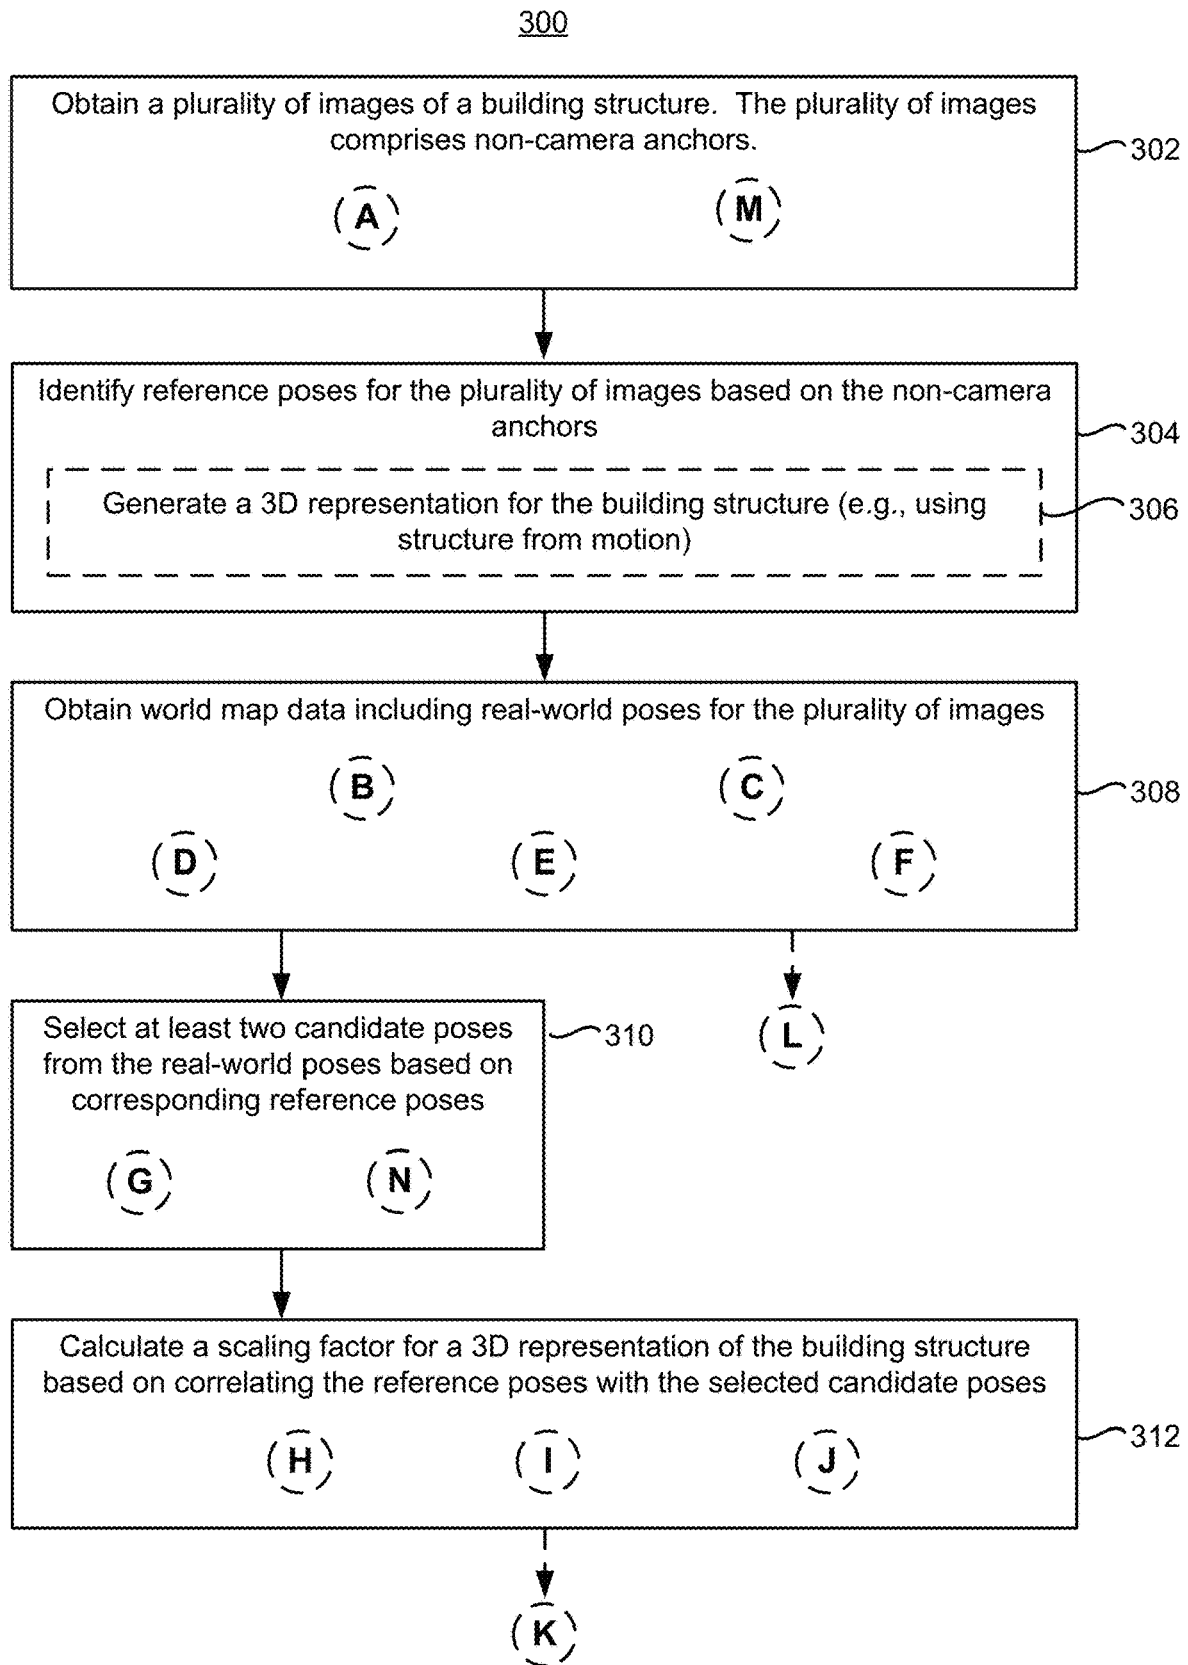 300
Obtain a plurality of images of a building structure.  The plurality of images
comprises non-camera anchors.
302
A
M
Identify reference poses for the plurality of images based on the non-camera
anchors
304
Generate a 3D representation for the building structure (e.g., using
structure from motion)
306
Obtain world map data including real-world poses for the plurality of images
B
C
308
D
E
F
Select at least two candidate poses
from the real-world poses based on
corresponding reference poses
310
L
G
N
Calculate a scaling factor for a 3D representation of the building structure
based on correlating the reference poses with the selected candidate poses
312
H
I
J
K